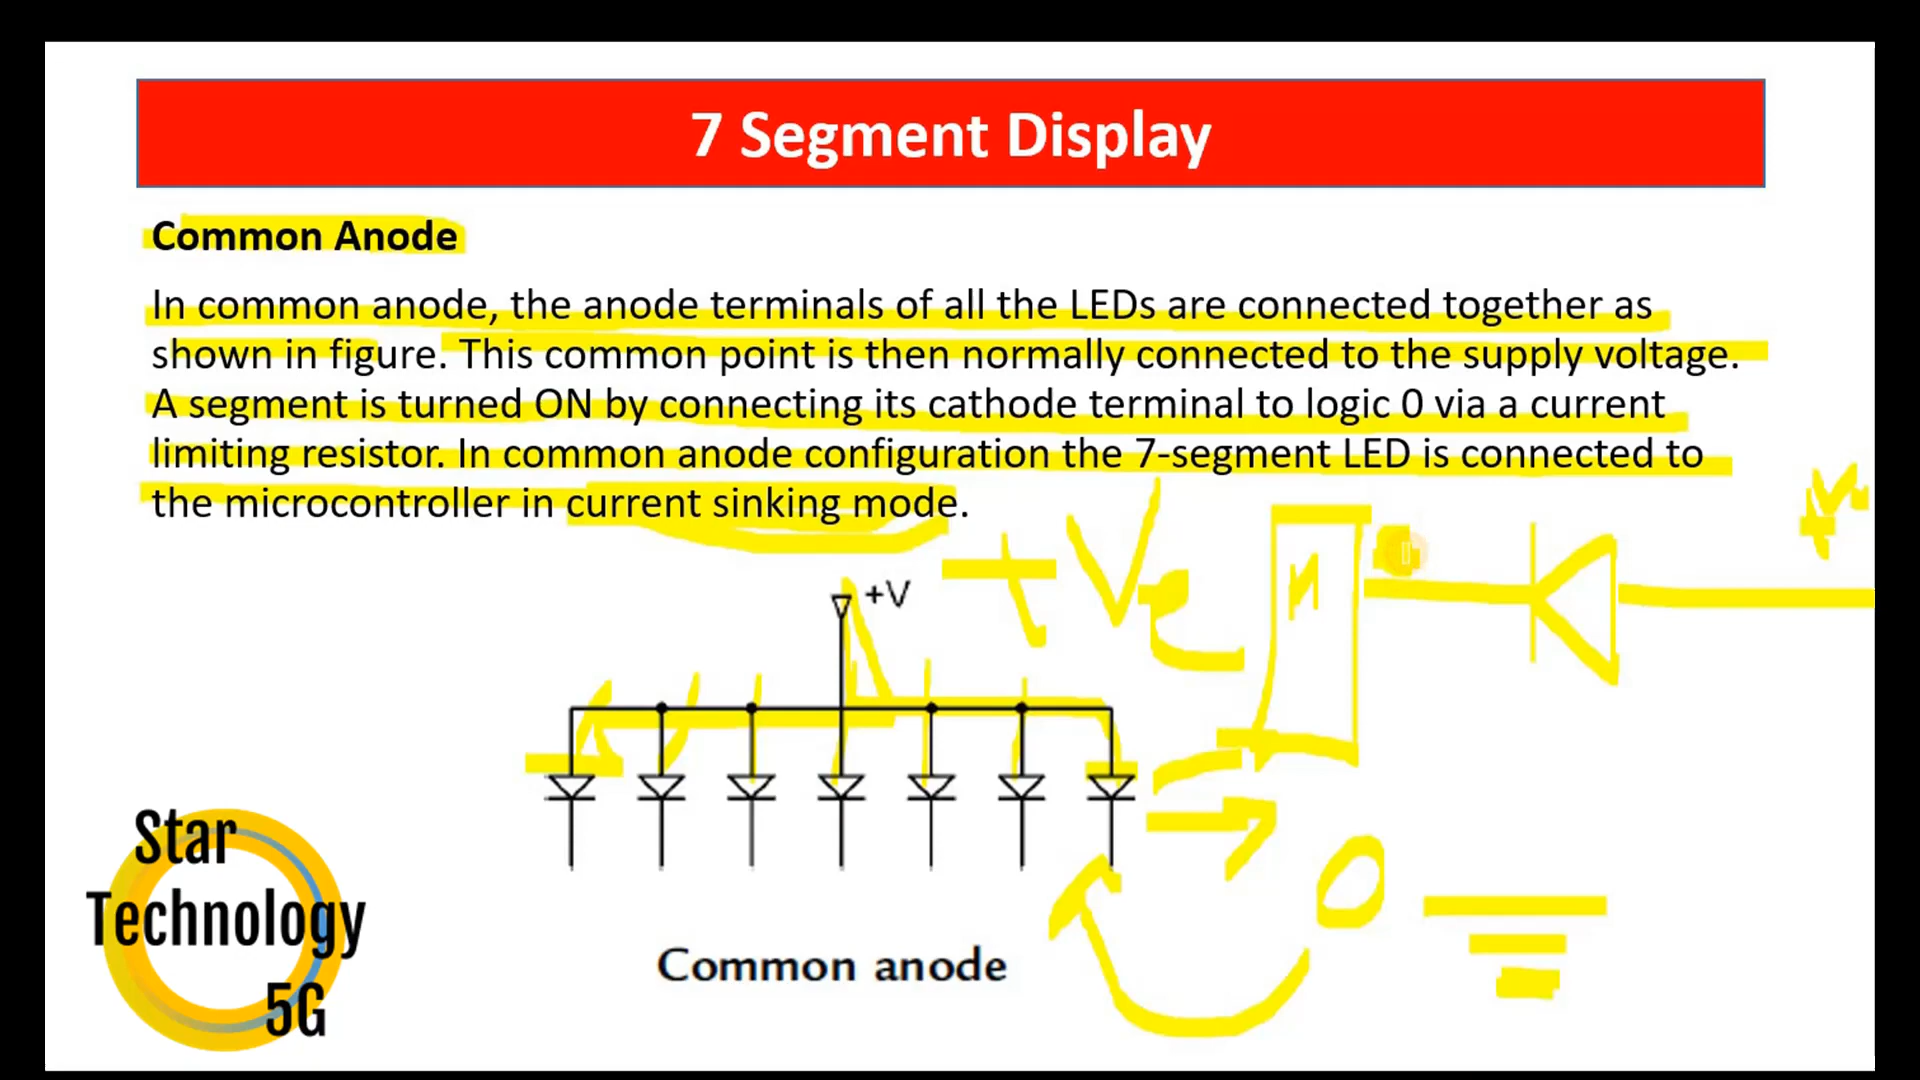 7 Segment Display
Common Anode
In common anode, the anode terminals of all the LEDs are connected together as
shown in figure. This common point is then normally connected to the supply voltage.
A segment is turned ON by connecting its cathode terminal to logic 0 via a current
limiting resistor. In common anode configuration the 7-segment LED is connected to
the microcontroller in current sinking mode.
+V
+Ve
0
Common anode
Star
Technology
5G